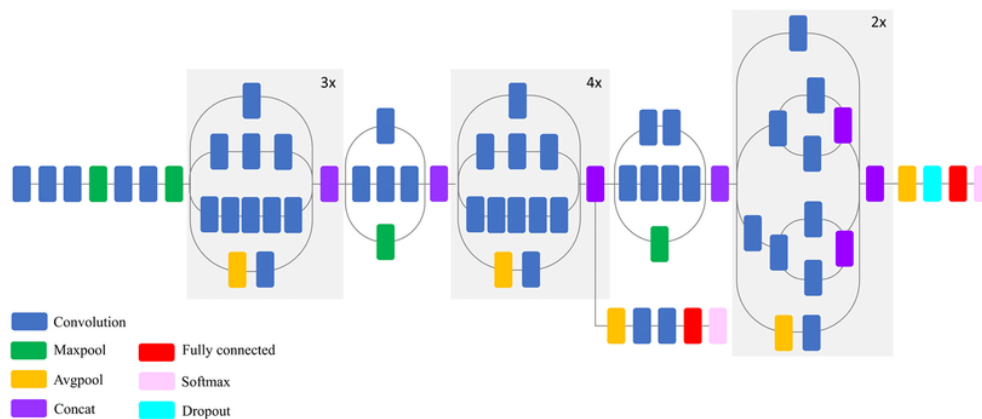 2x
3x
4x
Convolution
Maxpool
Fully connected
Avgpool
Softmax
Concat
Dropout